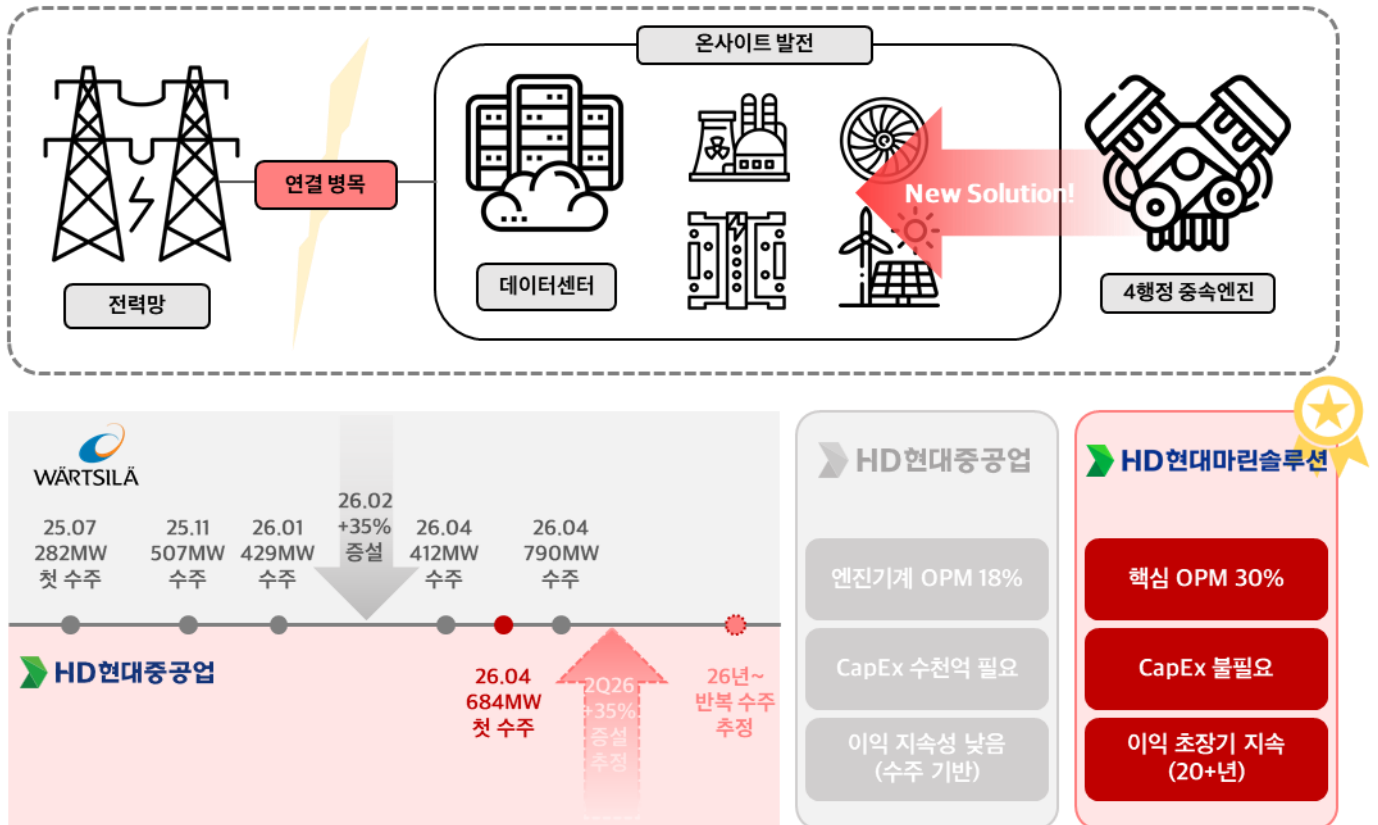 온사이트 발전
연결 병목
New Solution!
전력망
데이터센터
4행정 중속엔진
WÄRTSILÄ
25.07
282MW
첫 수주
25.11
507MW
수주
26.01
429MW
수주
26.02
+35%
증설
26.04
412MW
수주
26.04
790MW
수주
HD현대중공업
26.04
684MW
첫 수주
2Q26
+35%
증설
추정
26년~
반복 수주
추정
HD현대중공업
엔진기계 OPM 18%
CapEx 수천억 필요
이익 지속성 낮음
(수주 기반)
HD현대마린솔루션
핵심 OPM 30%
CapEx 불필요
이익 초장기 지속
(20+년)